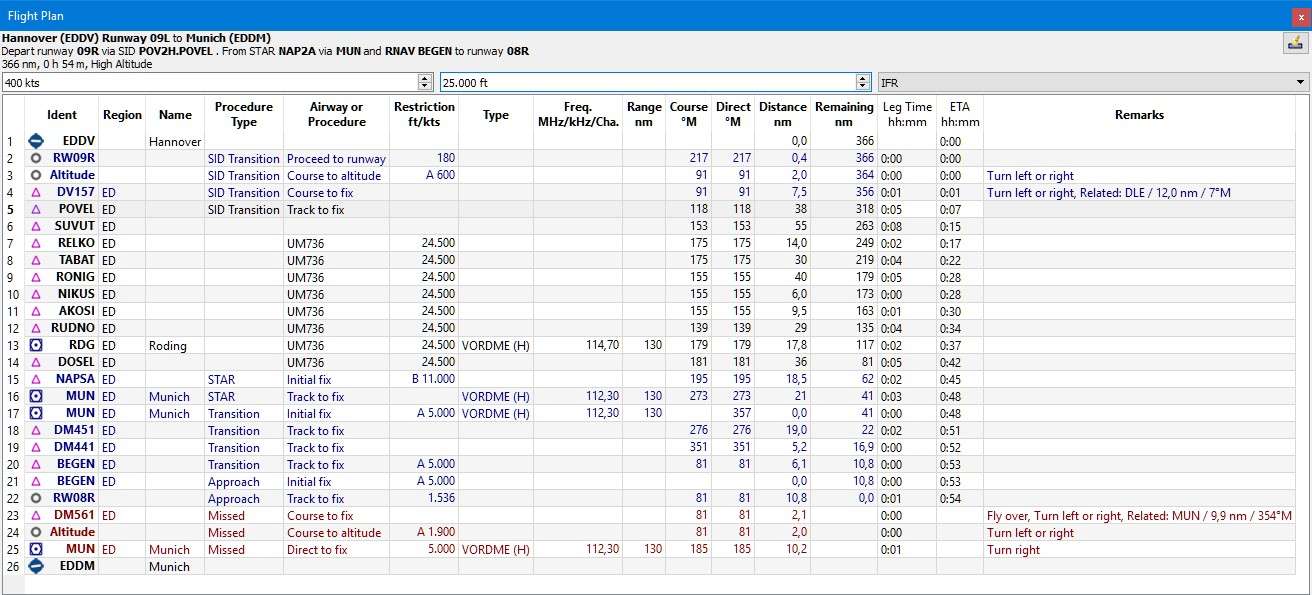 Flight Plan
x
Hannover (EDDV) Runway 09L to Munich (EDDM)
Depart runway 09R via SID POV2H.POVEL . From STAR NAP2A via MUN and RNAV BEGEN to runway 08R
366 nm, 0 h 54 m, High Altitude
400 kts 25.000 ft IFR
Ident Region Name Procedure Type Airway or Procedure Restriction ft/kts Type Freq. MHz/kHz/Cha. Range nm Course °M Direct °M Distance nm Remaining nm Leg Time hh:mm ETA hh:mm Remarks
1 EDDV Hannover 0,0 366 0:00
2 RW09R SID Transition Proceed to runway 180 217 217 0,4 366 0:00 0:00
3 Altitude SID Transition Course to altitude A 600 91 91 2,0 364 0:00 0:00 Turn left or right
4 DV157 ED SID Transition Course to fix 91 91 7,5 356 0:01 0:01 Turn left or right, Related: DLE / 12,0 nm / 7°M
5 POVEL ED SID Transition Track to fix 118 118 38 318 0:05 0:07
6 SUVUT ED 153 153 55 263 0:08 0:15
7 RELKO ED UM736 24.500 175 175 14,0 249 0:02 0:17
8 TABAT ED UM736 24.500 175 175 30 219 0:04 0:22
9 RONIG ED UM736 24.500 155 155 40 179 0:05 0:28
10 NIKUS ED UM736 24.500 155 155 6,0 173 0:00 0:28
11 AKOSI ED UM736 24.500 155 155 9,5 163 0:01 0:30
12 RUDNO ED UM736 24.500 139 139 29 135 0:04 0:34
13 RDG ED Roding UM736 24.500 VORDME (H) 114,70 130 179 179 17,8 117 0:02 0:37
14 DOSEL ED UM736 24.500 181 181 36 81 0:05 0:42
15 NAPSA ED STAR Initial fix B 11.000 195 195 18,5 62 0:02 0:45
16 MUN ED Munich STAR Track to fix VORDME (H) 112,30 130 273 273 21 41 0:03 0:48
17 MUN ED Munich Transition Initial fix A 5.000 VORDME (H) 112,30 130 357 0,0 41 0:00 0:48
18 DM451 ED Transition Track to fix 276 276 19,0 22 0:02 0:51
19 DM441 ED Transition Track to fix 351 351 5,2 16,9 0:00 0:52
20 BEGEN ED Transition Track to fix A 5.000 81 81 6,1 10,8 0:00 0:53
21 BEGEN ED Approach Initial fix A 5.000 0,0 10,8 0:00 0:53
22 RW08R Approach Track to fix 1.536 81 81 10,8 0,0 0:01 0:54
23 DM561 ED Missed Course to fix 81 81 2,1 0:00 Fly over, Turn left or right, Related: MUN / 9,9 nm / 354°M
24 Altitude Missed Course to altitude A 1.900 81 81 2,0 0:00 Turn left or right
25 MUN ED Munich Missed Direct to fix 5.000 VORDME (H) 112,30 130 185 185 10,2 0:01 Turn right
26 EDDM Munich